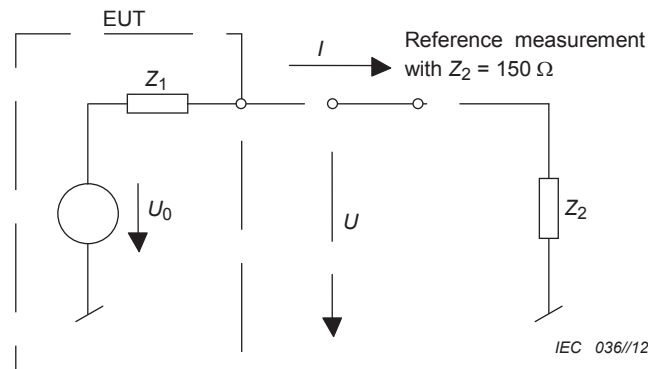 EUT
I
Reference measurement
with Z2 = 150 Ω
Z1
U0
U
Z2
IEC 036//12